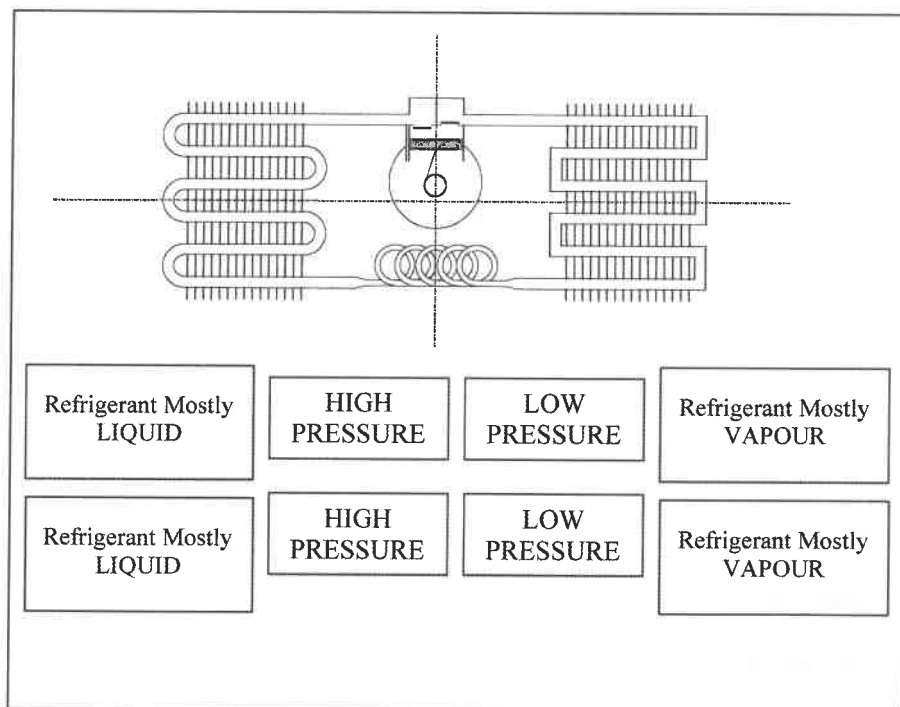 Refrigerant Mostly
LIQUID
HIGH
PRESSURE
LOW
PRESSURE
Refrigerant Mostly
VAPOUR
Refrigerant Mostly
LIQUID
HIGH
PRESSURE
LOW
PRESSURE
Refrigerant Mostly
VAPOUR